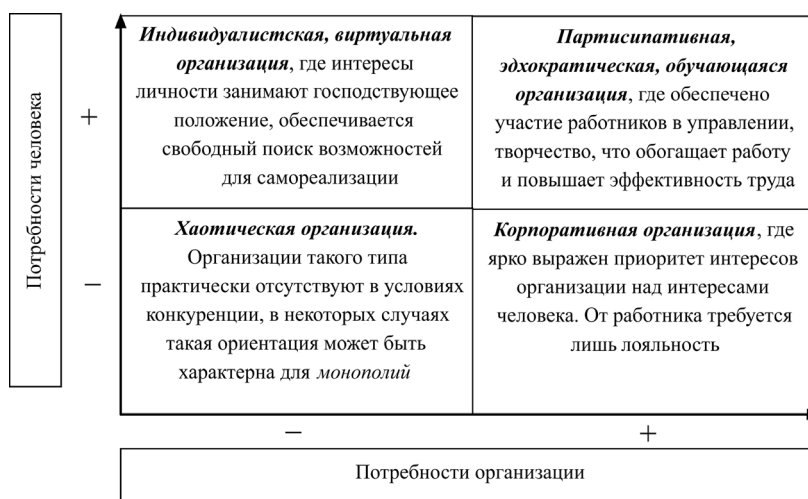 Потребности человека
+
–
Индивидуалистская, виртуальная
организация, где интересы
личности занимают господствующее
положение, обеспечивается
свободный поиск возможностей
для самореализации
Партисипативная,
эдхократическая, обучающаяся
организация, где обеспечено
участие работников в управлении,
творчество, что обогащает работу
и повышает эффективность труда
Хаотическая организация.
Организации такого типа
практически отсутствуют в условиях
конкуренции, в некоторых случаях
такая ориентация может быть
характерна для монополий
Корпоративная организация, где
ярко выражен приоритет интересов
организации над интересами
человека. От работника требуется
лишь лояльность
–
+
Потребности организации